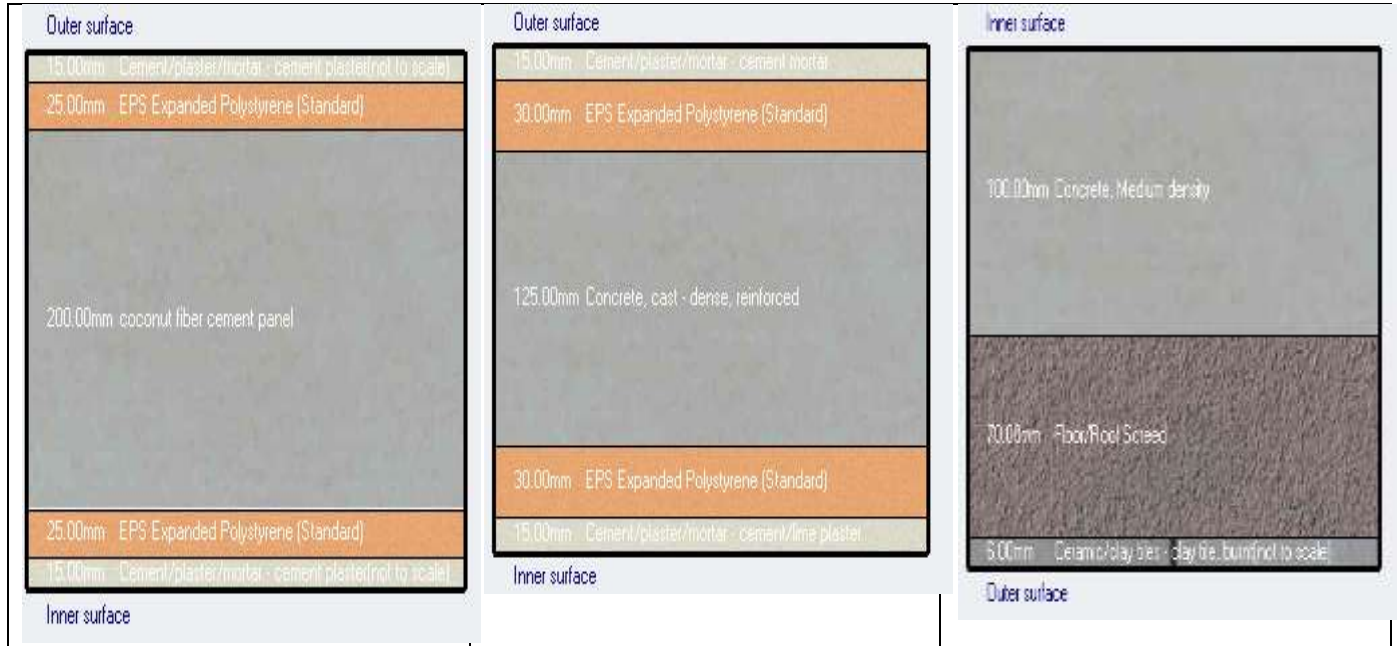 Outer surface
15.00mm Cement/plaster/mortar - cement plaster(not to scale)
25.00mm EPS Expanded Polystyrene (Standard)
200.00mm coconut fiber cement panel
25.00mm EPS Expanded Polystyrene (Standard)
15.00mm Cement/plaster/mortar - cement plaster(not to scale)
Inner surface
Outer surface
15.00mm Cement/plaster/mortar - cement mortar
30.00mm EPS Expanded Polystyrene (Standard)
125.00mm Concrete, cast - dense, reinforced
30.00mm EPS Expanded Polystyrene (Standard)
15.00mm Cement/plaster/mortar - cement/lime plaster
Inner surface
Inner surface
100.00mm Concrete, Medium density
70.00mm Floor/Roof Screed
6.00mm Ceramic/clay tiles - clay tile, burnt(not to scale)
Outer surface